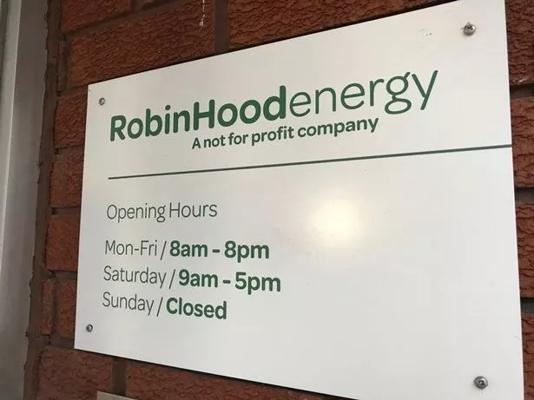 RobinHoodenergy
A not for profit company
Opening Hours
Mon-Fri / 8am - 8pm
Saturday / 9am - 5pm
Sunday / Closed